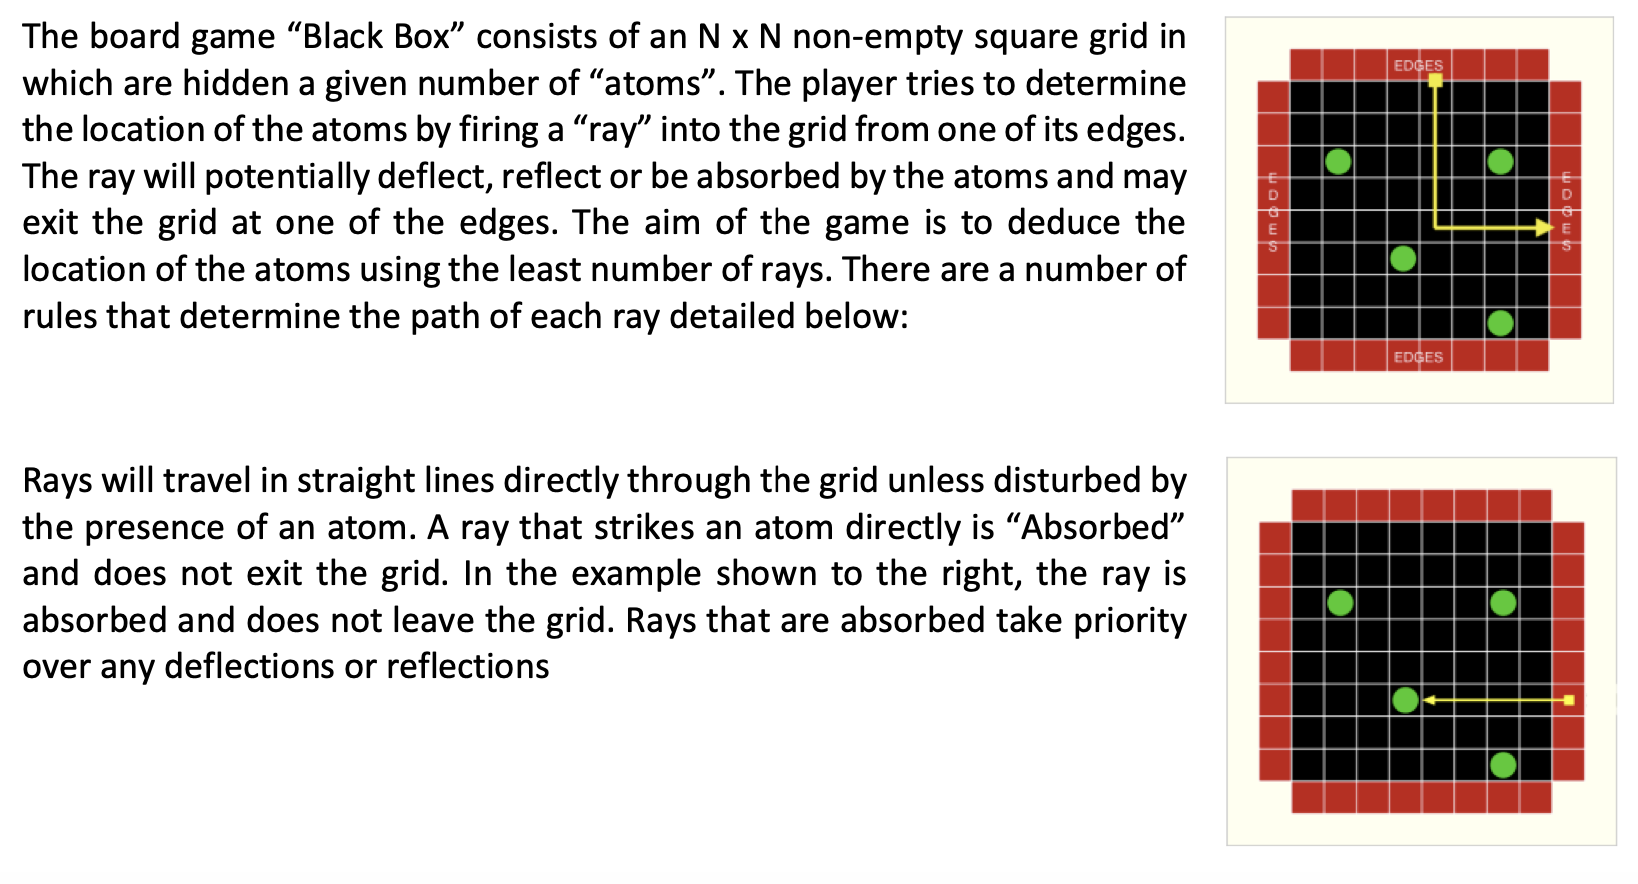 The board game “Black Box” consists of an N x N non-empty square grid in
which are hidden a given number of “atoms”. The player tries to determine
the location of the atoms by firing a “ray” into the grid from one of its edges.
The ray will potentially deflect, reflect or be absorbed by the atoms and may
exit the grid at one of the edges. The aim of the game is to deduce the
location of the atoms using the least number of rays. There are a number of
rules that determine the path of each ray detailed below:
EDGES
EDGES
EDGES
EDGES
Rays will travel in straight lines directly through the grid unless disturbed by
the presence of an atom. A ray that strikes an atom directly is “Absorbed”
and does not exit the grid. In the example shown to the right, the ray is
absorbed and does not leave the grid. Rays that are absorbed take priority
over any deflections or reflections